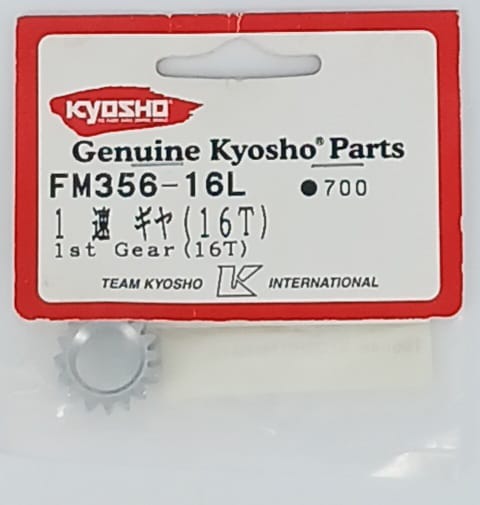 KYOSHO
Genuine Kyosho® Parts
FM356-16L ●700
1 速 ギヤ(16T)
1st Gear(16T)
TEAM KYOSHO K INTERNATIONAL